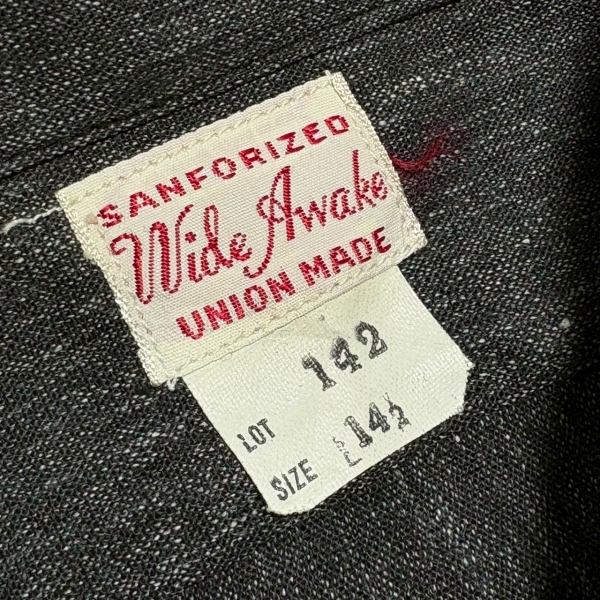 SANFORIZED
Wide Awake
UNION MADE
142
LOT
SIZE 14½